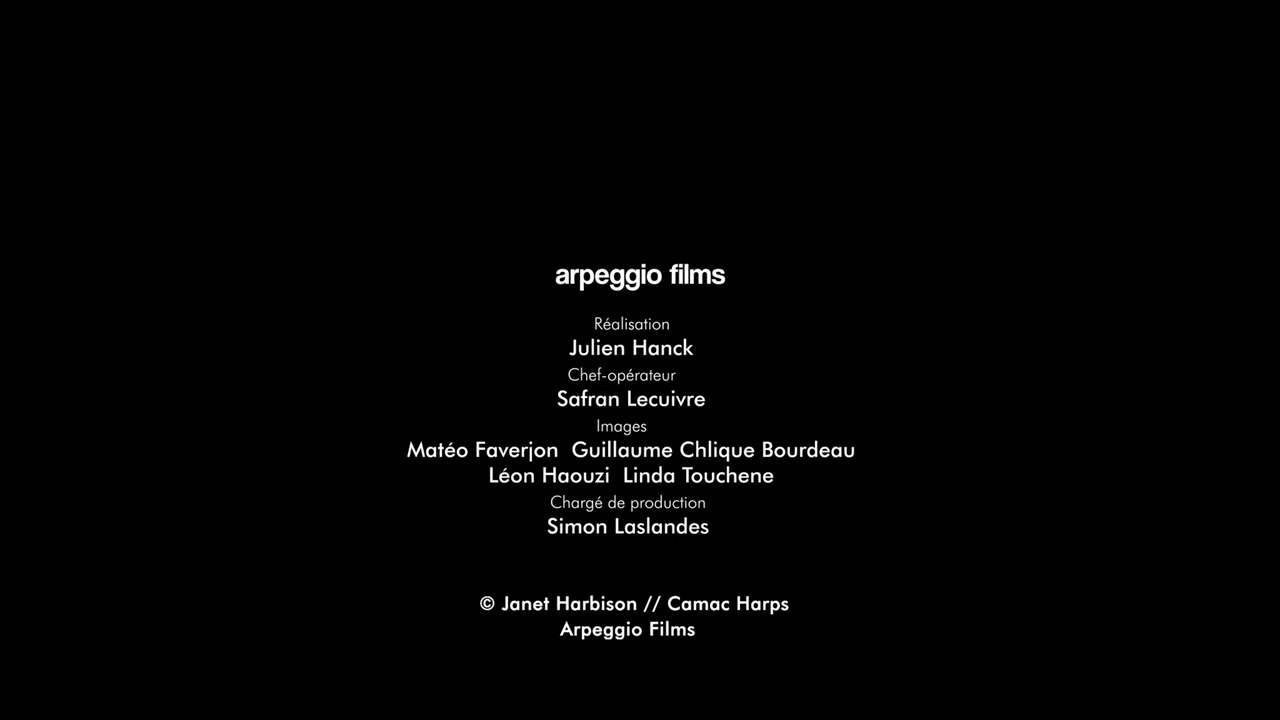 arpeggio films
Réalisation
Julien Hanck
Chef-opérateur
Safran Lecuivre
Images
Matéo Faverjon  Guillaume Chlique Bourdeau
Léon Haouzi  Linda Touchene
Chargé de production
Simon Laslandes
© Janet Harbison // Camac Harps
Arpeggio Films